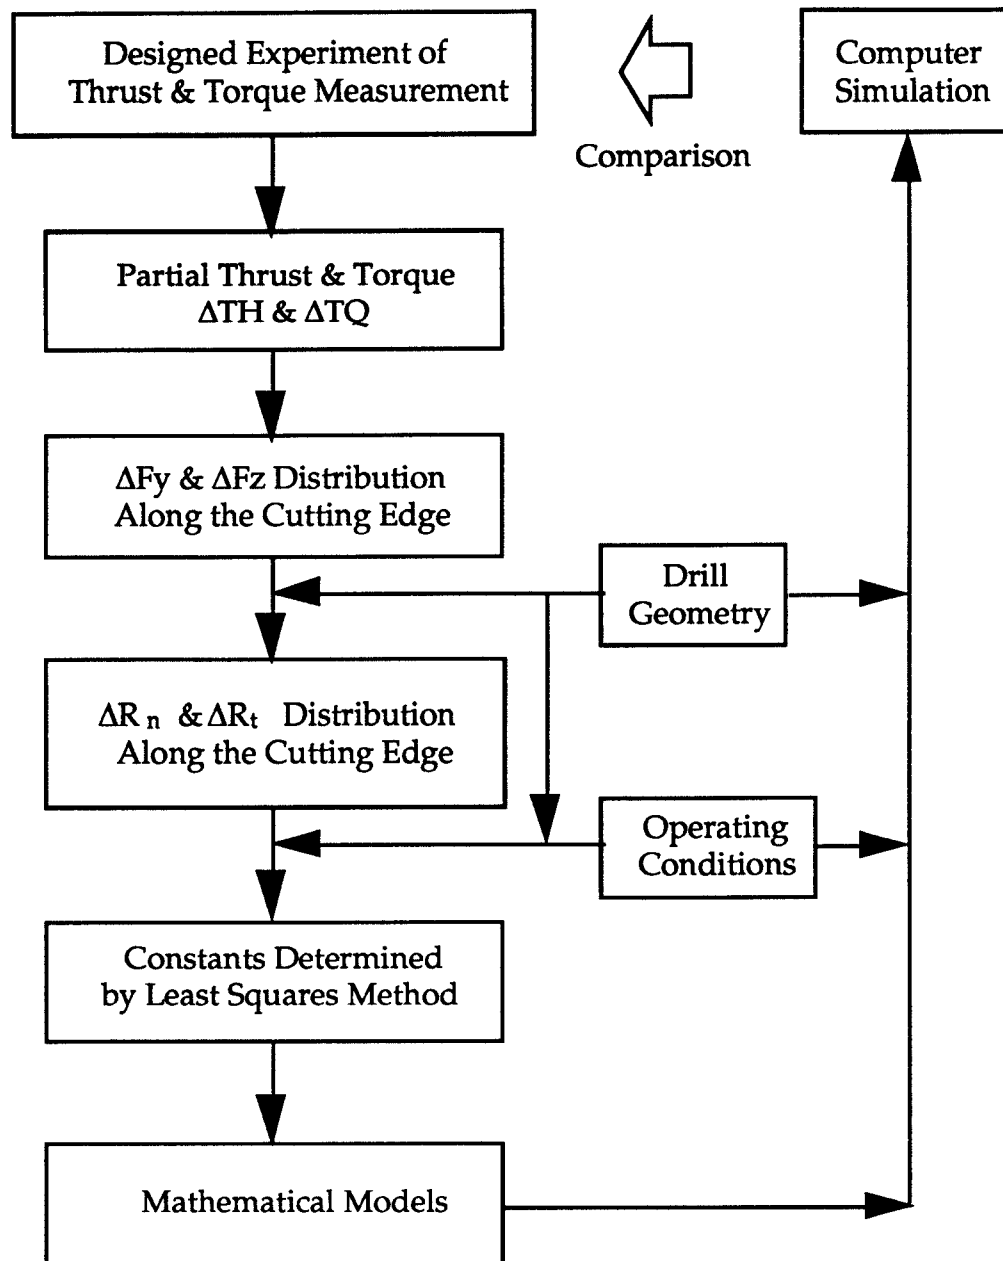 Designed Experiment of
Thrust & Torque Measurement
Comparison
Computer
Simulation
Partial Thrust & Torque
ΔTH & ΔTQ
ΔFy & ΔFz Distribution
Along the Cutting Edge
Drill
Geometry
ΔR n & ΔRt Distribution
Along the Cutting Edge
Operating
Conditions
Constants Determined
by Least Squares Method
Mathematical Models